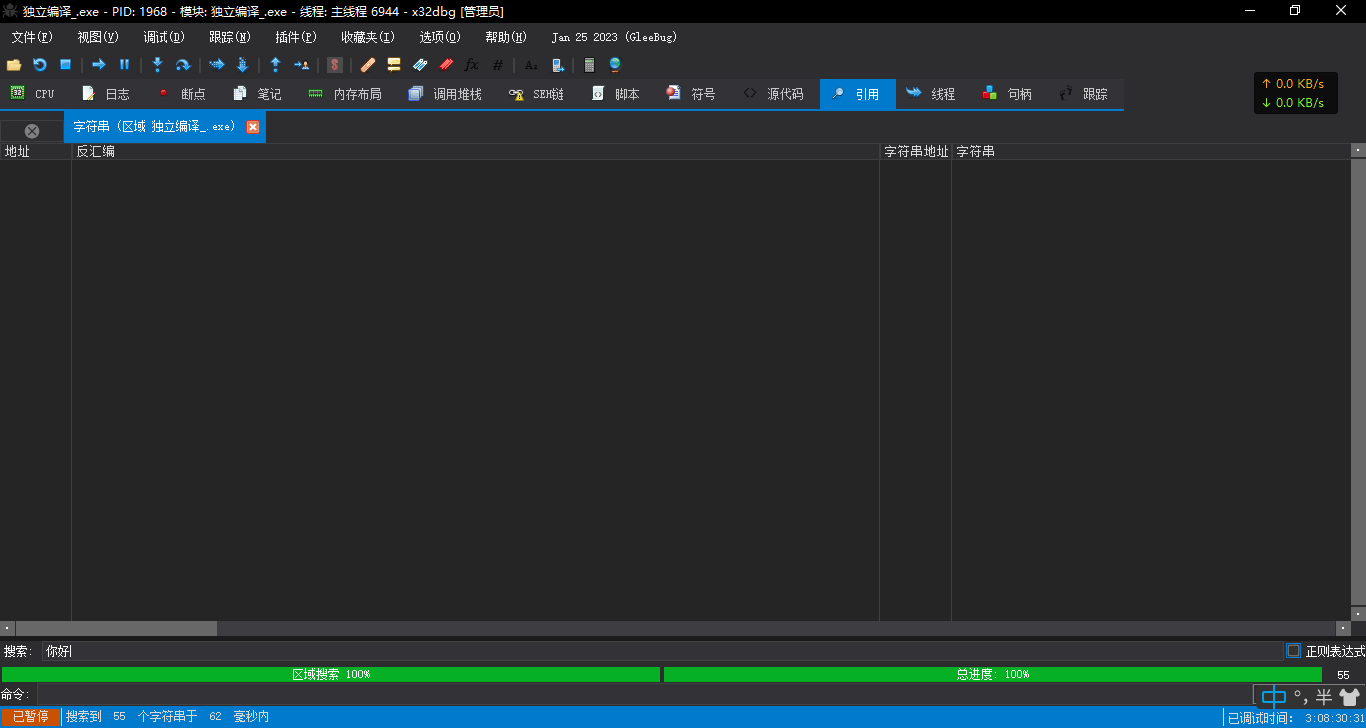 独立编译_.exe - PID: 1968 - 模块: 独立编译_.exe - 线程: 主线程 6944 - x32dbg [管理员]
文件(F) 视图(V) 调试(D) 跟踪(N) 插件(P) 收藏夹(I) 选项(O) 帮助(H) Jan 25 2023 (GleeBug)
CPU 日志 断点 笔记 内存布局 调用堆栈 SEH链 脚本 符号 源代码 引用 线程 句柄 跟踪
↑ 0.0 KB/s
↓ 0.0 KB/s
字符串 (区域 独立编译_.exe)
地址 反汇编 字符串地址 字符串
搜索: 你好 正则表达式
区域搜索 100% 总进度: 100% 55
命令:
中 °, 半
已暂停 搜索到 55 个字符串于 62 毫秒内 已调试时间: 3:08:30:31